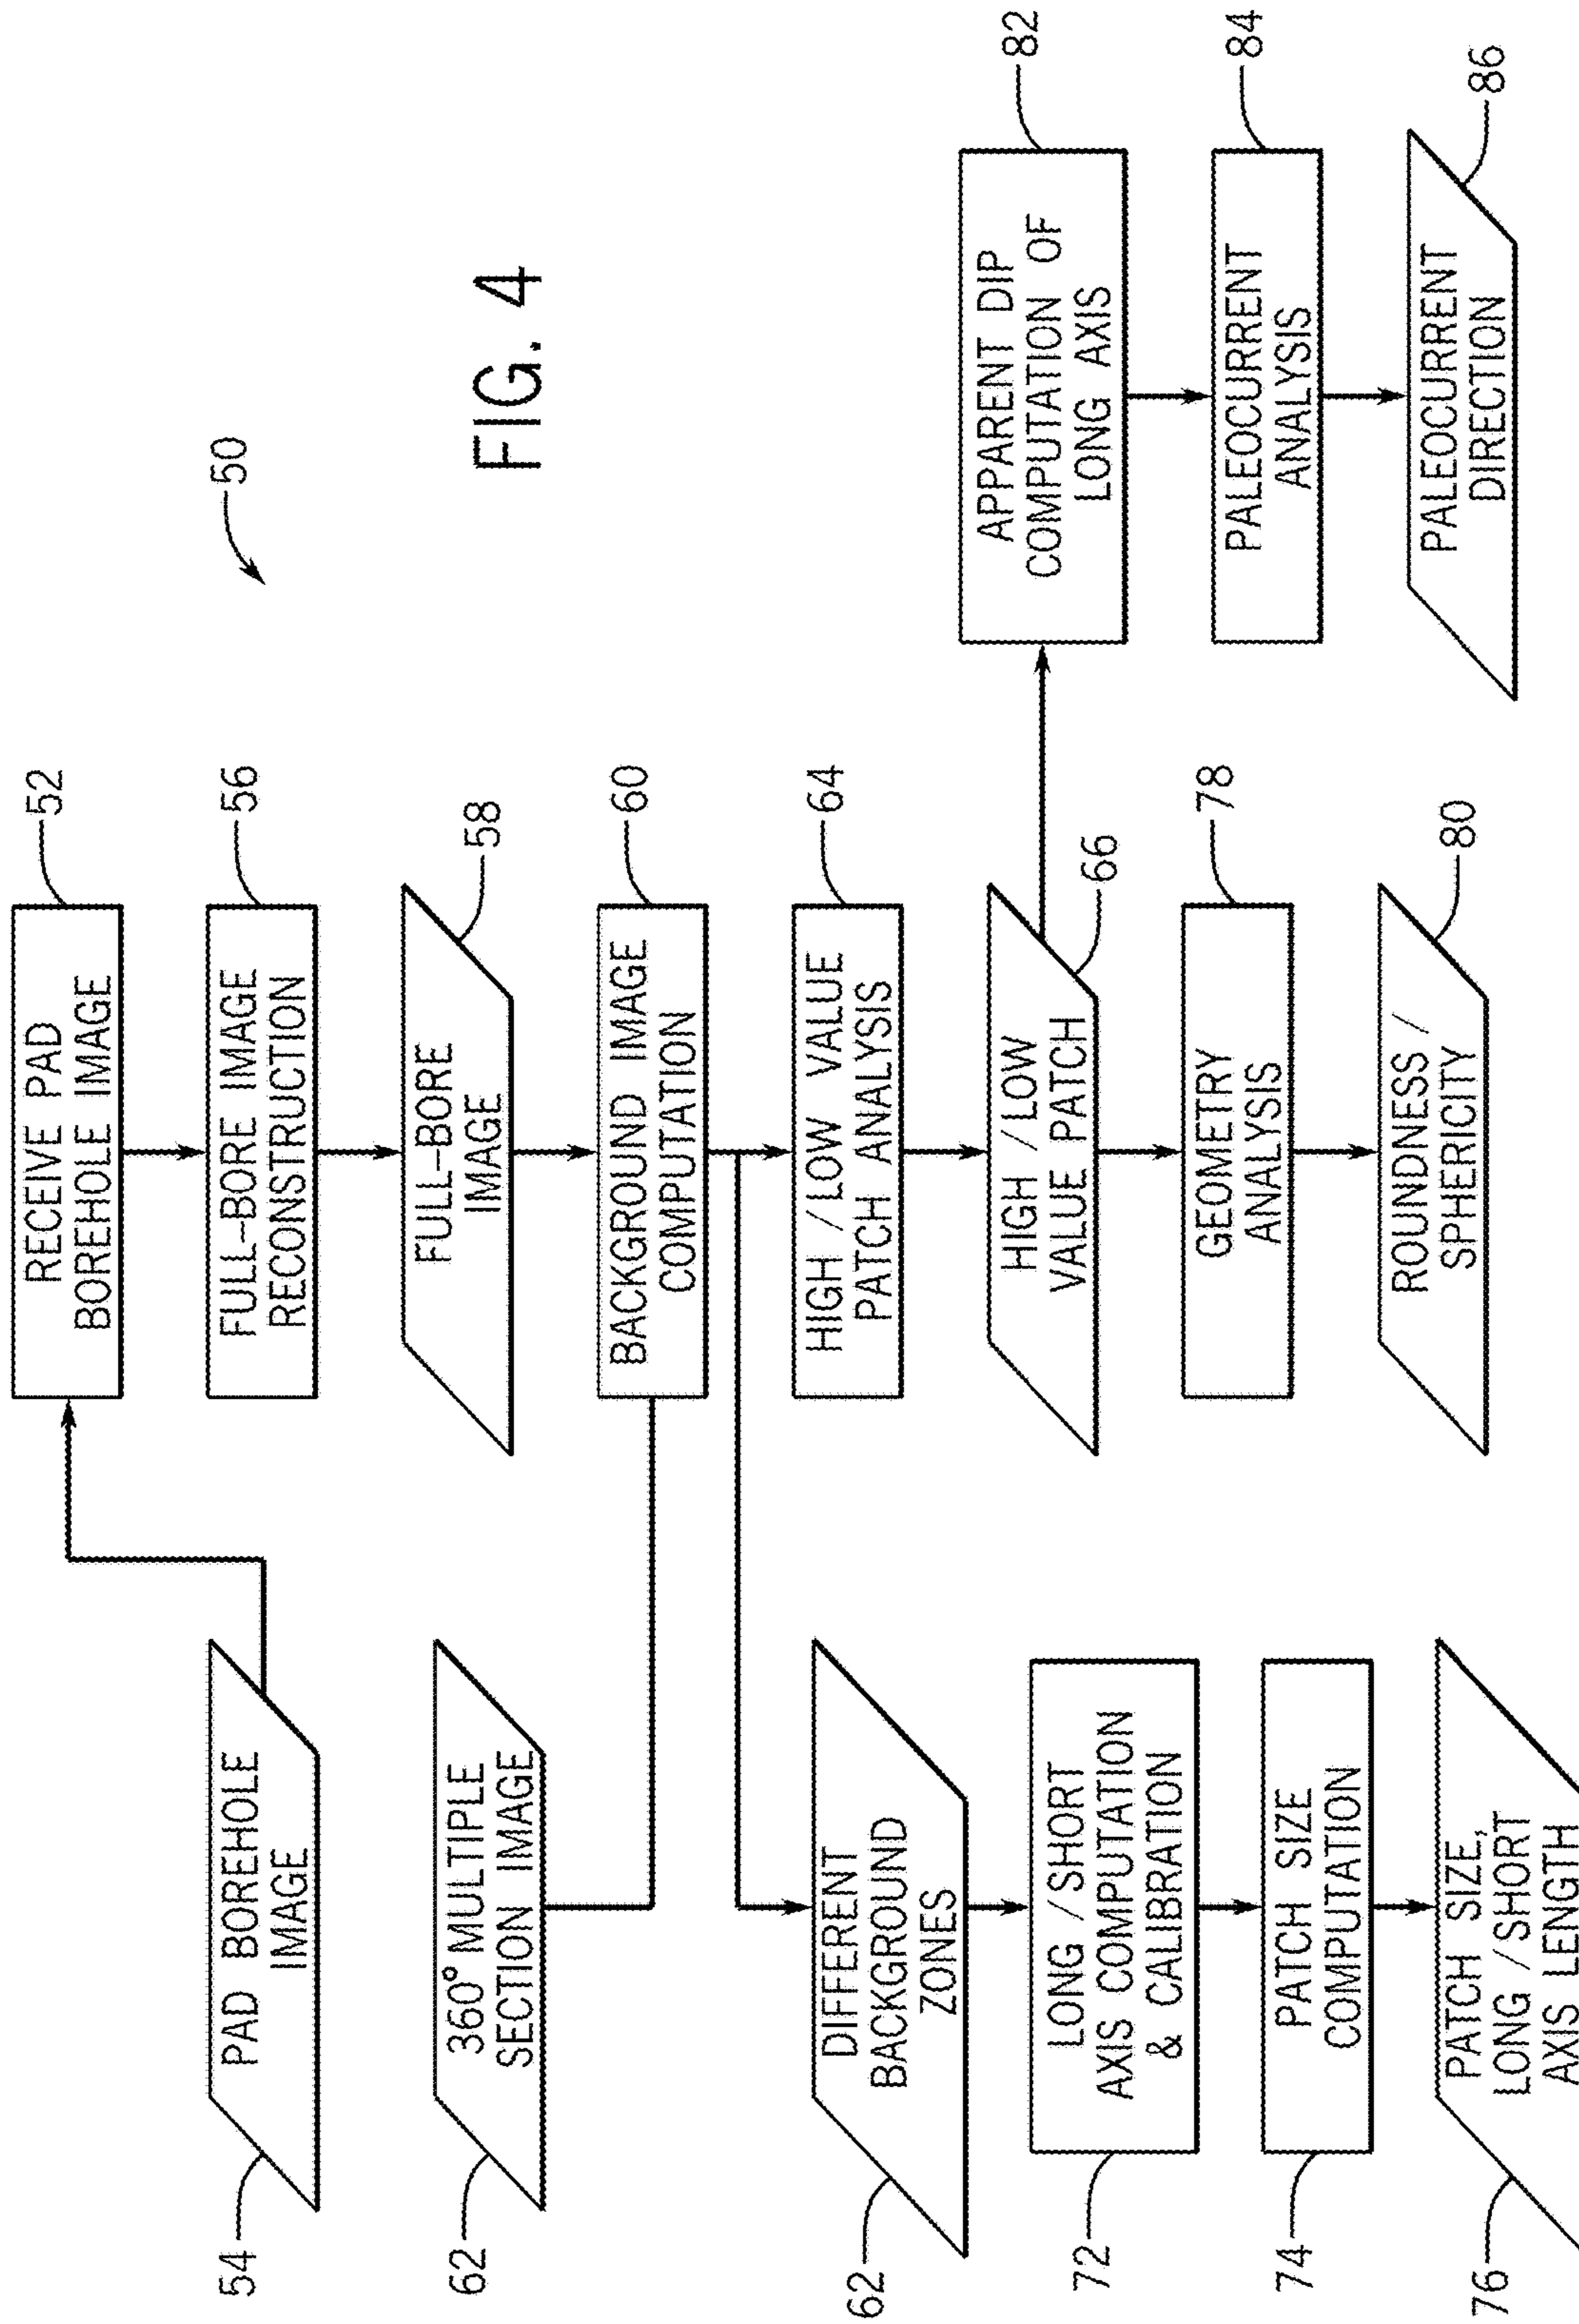 50
FIG. 4
RECEIVE PAD
BOREHOLE IMAGE
52
PAD BOREHOLE
IMAGE
54
FULL-BORE IMAGE
RECONSTRUCTION
56
FULL-BORE
IMAGE
58
360° MULTIPLE
SECTION IMAGE
62
BACKGROUND IMAGE
COMPUTATION
60
HIGH / LOW VALUE
PATCH ANALYSIS
64
HIGH / LOW
VALUE PATCH
66
GEOMETRY
ANALYSIS
78
ROUNDNESS /
SPHERICITY
80
DIFFERENT
BACKGROUND
ZONES
62
LONG / SHORT
AXIS COMPUTATION
& CALIBRATION
72
PATCH SIZE
COMPUTATION
74
PATCH SIZE,
LONG / SHORT
AXIS LENGTH
76
APPARENT DIP
COMPUTATION OF
LONG AXIS
82
PALEOCURRENT
ANALYSIS
84
PALEOCURRENT
DIRECTION
86